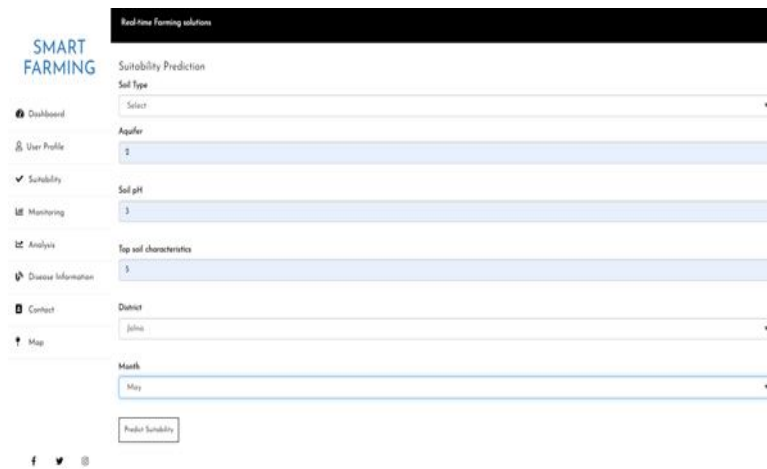 Real-time Farming solutions
SMART
FARMING
Dashboard
User Profile
Suitability
Monitoring
Analysis
Disease Information
Contact
Map
Suitability Prediction
Soil Type
Select
Aquifer
2
Soil pH
3
Top soil characteristics
5
District
Jalna
Month
May
Predict Suitability